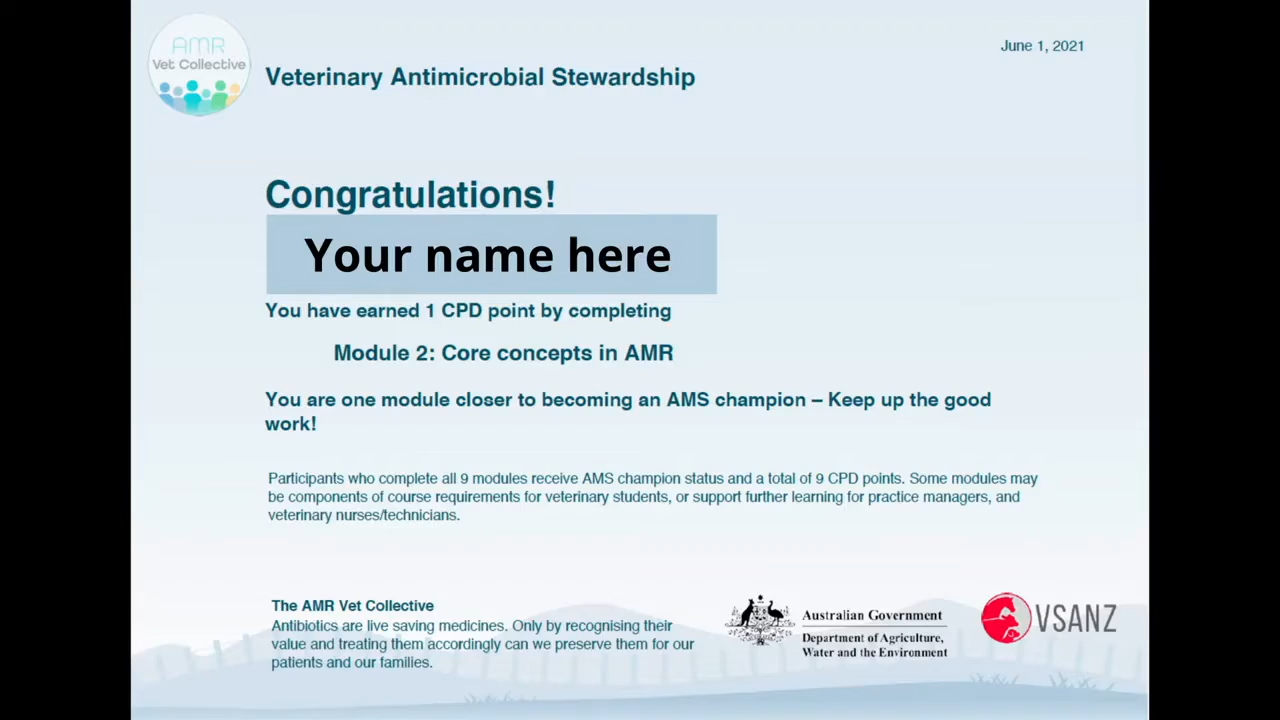 AMR
Vet Collective
June 1, 2021
Veterinary Antimicrobial Stewardship
Congratulations!
Your name here
You have earned 1 CPD point by completing
Module 2: Core concepts in AMR
You are one module closer to becoming an AMS champion – Keep up the good
work!
Participants who complete all 9 modules receive AMS champion status and a total of 9 CPD points. Some modules may
be components of course requirements for veterinary students, or support further learning for practice managers, and
veterinary nurses/technicians.
The AMR Vet Collective
Antibiotics are live saving medicines. Only by recognising their
value and treating them accordingly can we preserve them for our
patients and our families.
Australian Government
Department of Agriculture,
Water and the Environment
VSANZ